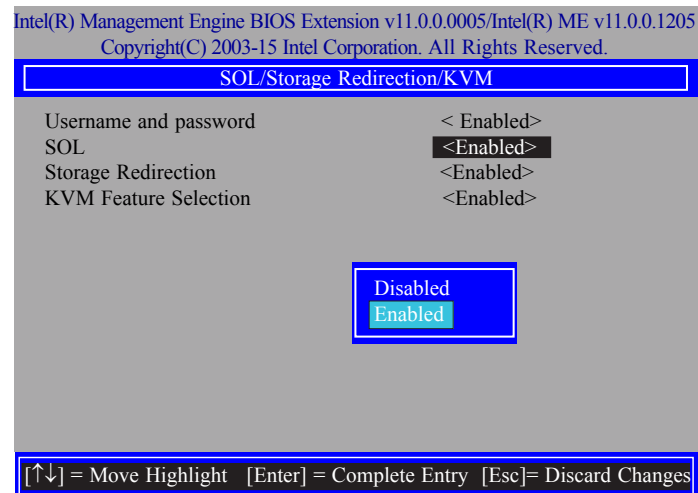 Intel(R) Management Engine BIOS Extension v11.0.0.0005/Intel(R) ME v11.0.0.1205
Copyright(C) 2003-15 Intel Corporation. All Rights Reserved.
SOL/Storage Redirection/KVM
Username and password < Enabled>
SOL <Enabled>
Storage Redirection <Enabled>
KVM Feature Selection <Enabled>
Disabled
Enabled
[↑↓] = Move Highlight [Enter] = Complete Entry [Esc]= Discard Changes